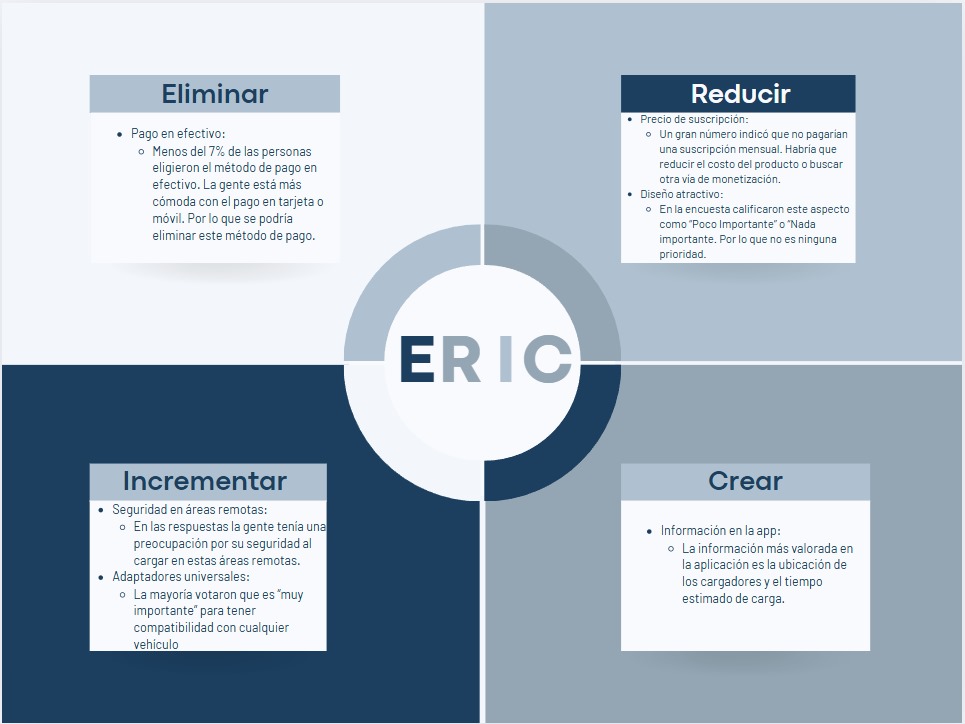 Eliminar
• Pago en efectivo:
○ Menos del 7% de las personas
eligieron el método de pago en
efectivo. La gente está más
cómoda con el pago en tarjeta o
móvil. Por lo que se podría
eliminar este método de pago.
Reducir
• Precio de suscripción:
○ Un gran número indicó que no pagarían
una suscripción mensual. Habría que
reducir el costo del producto o buscar
otra vía de monetización.
• Diseño atractivo:
○ En la encuesta calificaron este aspecto
como "Poco Importante" o "Nada
importante. Por lo que no es ninguna
prioridad.
ERIC
Incrementar
• Seguridad en áreas remotas:
○ En las respuestas la gente tenía una
preocupación por su seguridad al
cargar en estas áreas remotas.
• Adaptadores universales:
○ La mayoría votaron que es "muy
importante" para tener
compatibilidad con cualquier
vehículo
Crear
• Información en la app:
○ La información más valorada en
la aplicación es la ubicación de
los cargadores y el tiempo
estimado de carga.